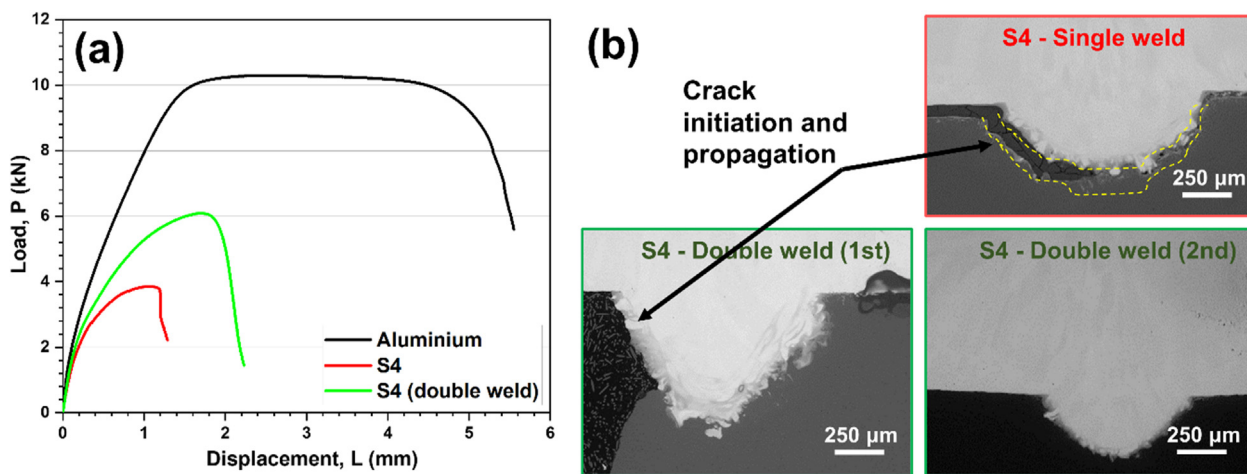 (a)
12
10
8
6
4
2
0
Load, P (kN)
0 1 2 3 4 5 6
Displacement, L (mm)
Aluminium
S4
S4 (double weld)
(b)
Crack
initiation and
propagation
S4 - Single weld
250 µm
S4 - Double weld (1st)
250 µm
S4 - Double weld (2nd)
250 µm